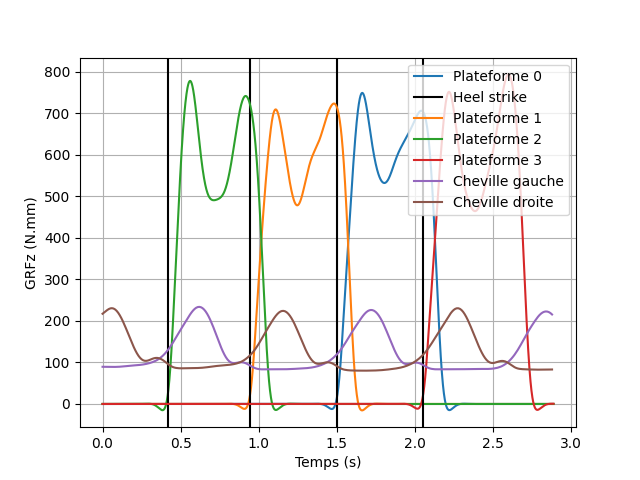 800
700
600
500
400
300
200
100
0
GRFz (N.mm)
0.0 0.5 1.0 1.5 2.0 2.5 3.0
Temps (s)
Plateforme 0
Heel strike
Plateforme 1
Plateforme 2
Plateforme 3
Cheville gauche
Cheville droite